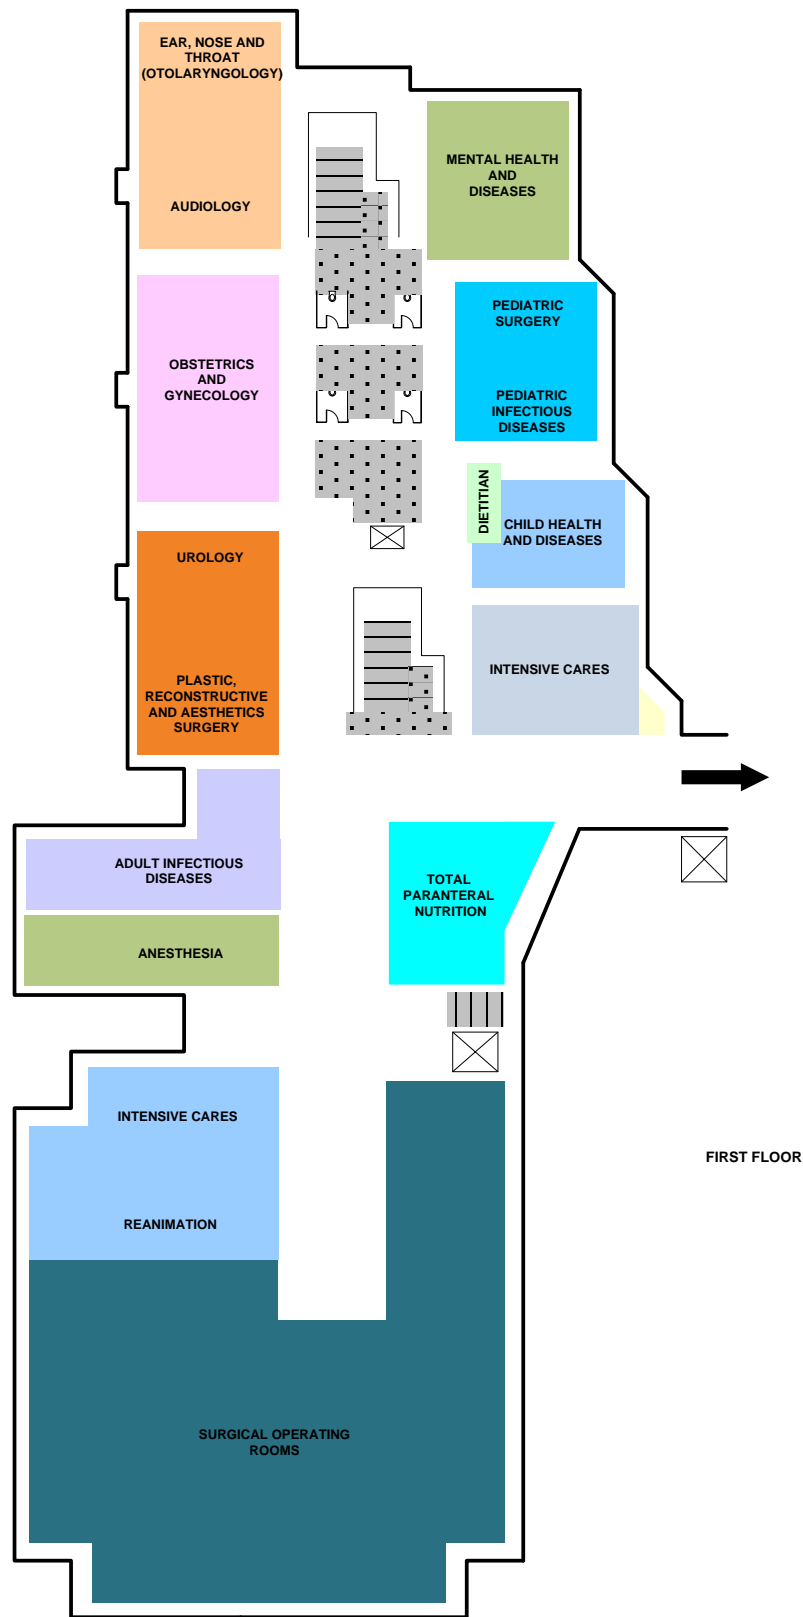 EAR, NOSE AND
THROAT
(OTOLARYNGOLOGY)
AUDIOLOGY
MENTAL HEALTH
AND
DISEASES
PEDIATRIC
SURGERY
PEDIATRIC
INFECTIOUS
DISEASES
OBSTETRICS
AND
GYNECOLOGY
DIETITIAN
CHILD HEALTH
AND DISEASES
UROLOGY
PLASTIC,
RECONSTRUCTIVE
AND AESTHETICS
SURGERY
INTENSIVE CARES
ADULT INFECTIOUS
DISEASES
TOTAL
PARANTERAL
NUTRITION
ANESTHESIA
INTENSIVE CARES
REANIMATION
FIRST FLOOR
SURGICAL OPERATING
ROOMS